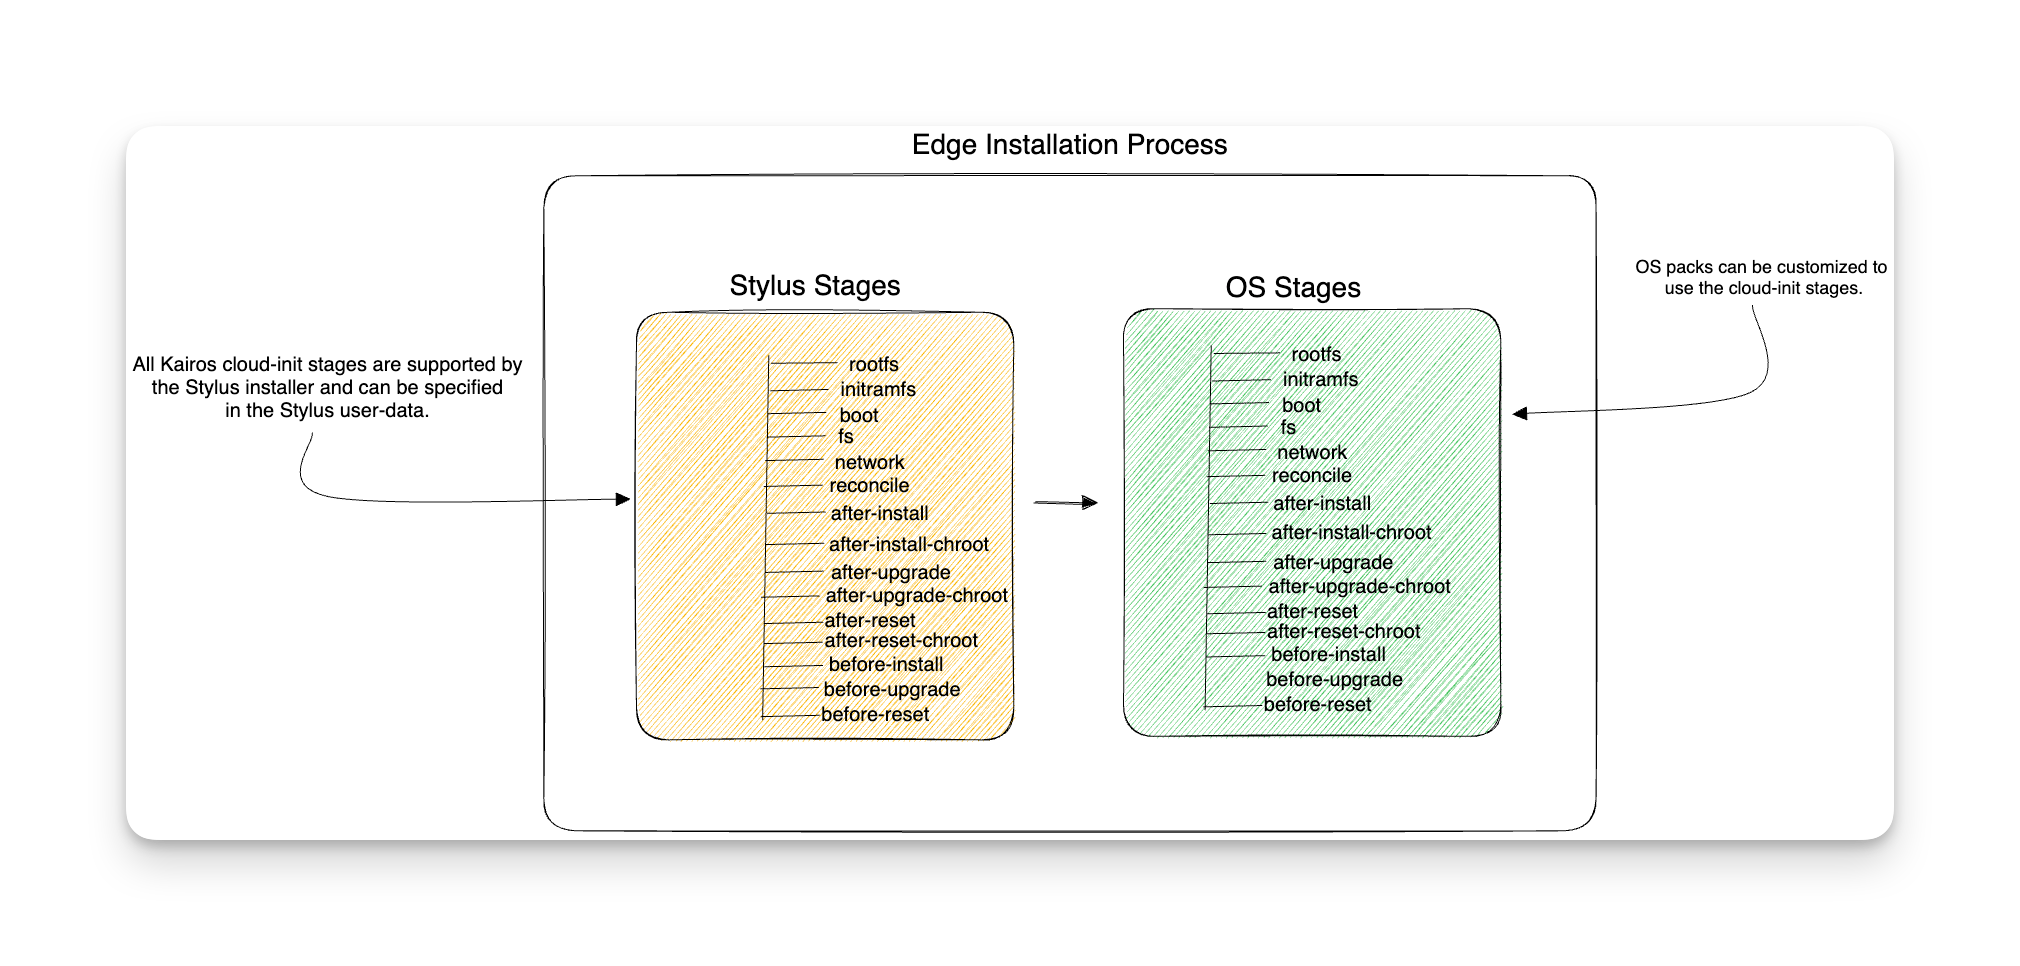 Edge Installation Process
All Kairos cloud-init stages are supported by
the Stylus installer and can be specified
in the Stylus user-data.
Stylus Stages
rootfs
initramfs
boot
fs
network
reconcile
after-install
after-install-chroot
after-upgrade
after-upgrade-chroot
after-reset
after-reset-chroot
before-install
before-upgrade
before-reset
OS Stages
rootfs
initramfs
boot
fs
network
reconcile
after-install
after-install-chroot
after-upgrade
after-upgrade-chroot
after-reset
after-reset-chroot
before-install
before-upgrade
before-reset
OS packs can be customized to
use the cloud-init stages.